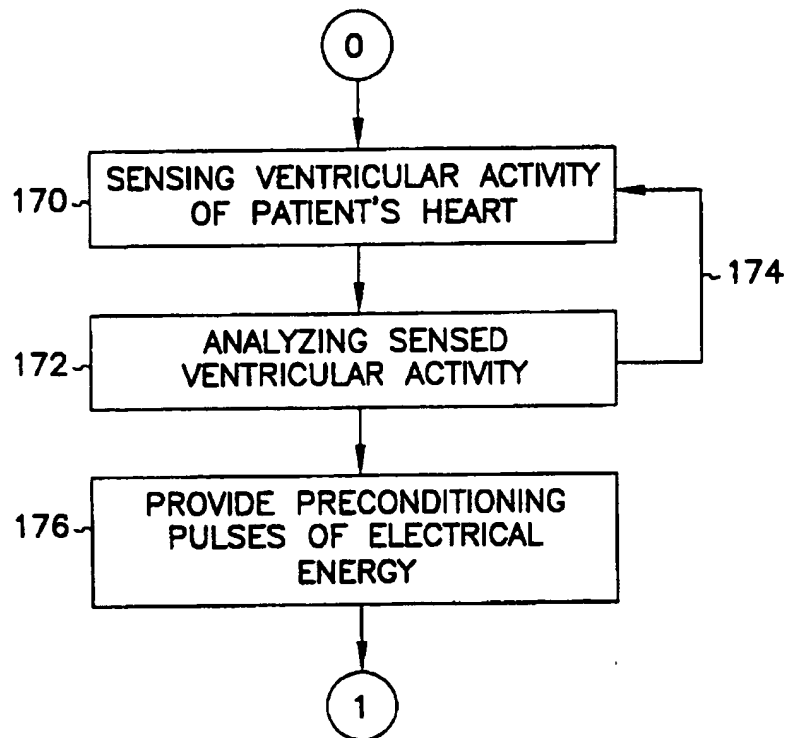 0
170
SENSING VENTRICULAR ACTIVITY
OF PATIENT'S HEART
174
172
ANALYZING SENSED
VENTRICULAR ACTIVITY
176
PROVIDE PRECONDITIONING
PULSES OF ELECTRICAL
ENERGY
1